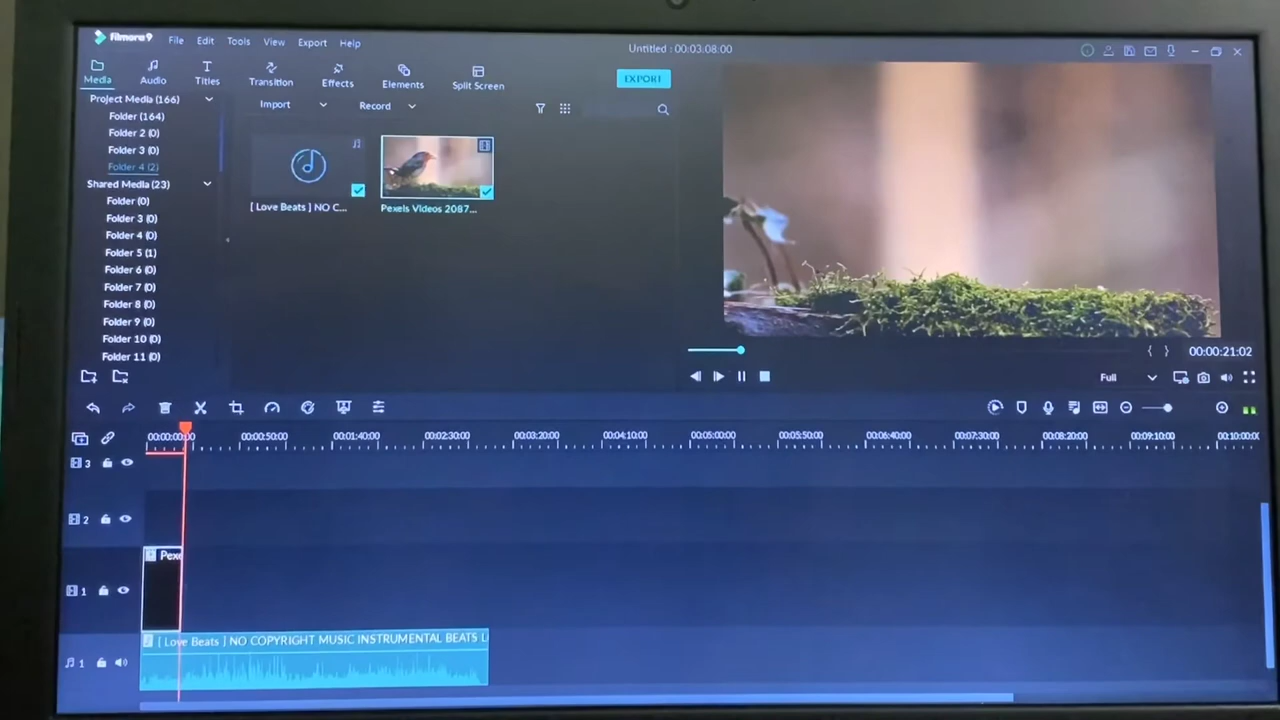 filmora9 File Edit Tools View Export Help
Untitled : 00:03:08:00
Media Audio Titles Transition Effects Elements Split Screen
EXPORT
Project Media (166)
Folder (164)
Folder 2 (0)
Folder 3 (0)
Folder 4 (2)
Shared Media (23)
Folder (0)
Folder 3 (0)
Folder 4 (0)
Folder 5 (1)
Folder 6 (0)
Folder 7 (0)
Folder 8 (0)
Folder 9 (0)
Folder 10 (0)
Folder 11 (0)
Import Record
[ Love Beats ] NO C...
Pexels Videos 2087...
00:00:21:02
Full
00:00:00:00 00:00:50:00 00:01:40:00 00:02:30:00 00:03:20:00 00:04:10:00 00:05:00:00 00:05:50:00 00:06:40:00 00:07:30:00 00:08:20:00 00:09:10:00 00:10:00:0
3
2
Pexe
1
[ Love Beats ] NO COPYRIGHT MUSIC INSTRUMENTAL BEATS L
1